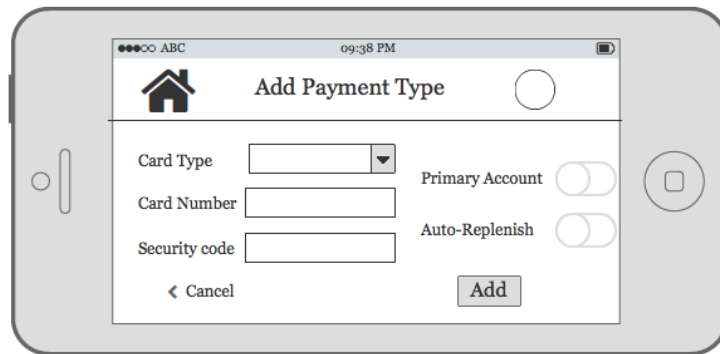 ABC 09:38 PM
Add Payment Type
Card Type
Primary Account
Card Number
Auto-Replenish
Security code
Cancel Add